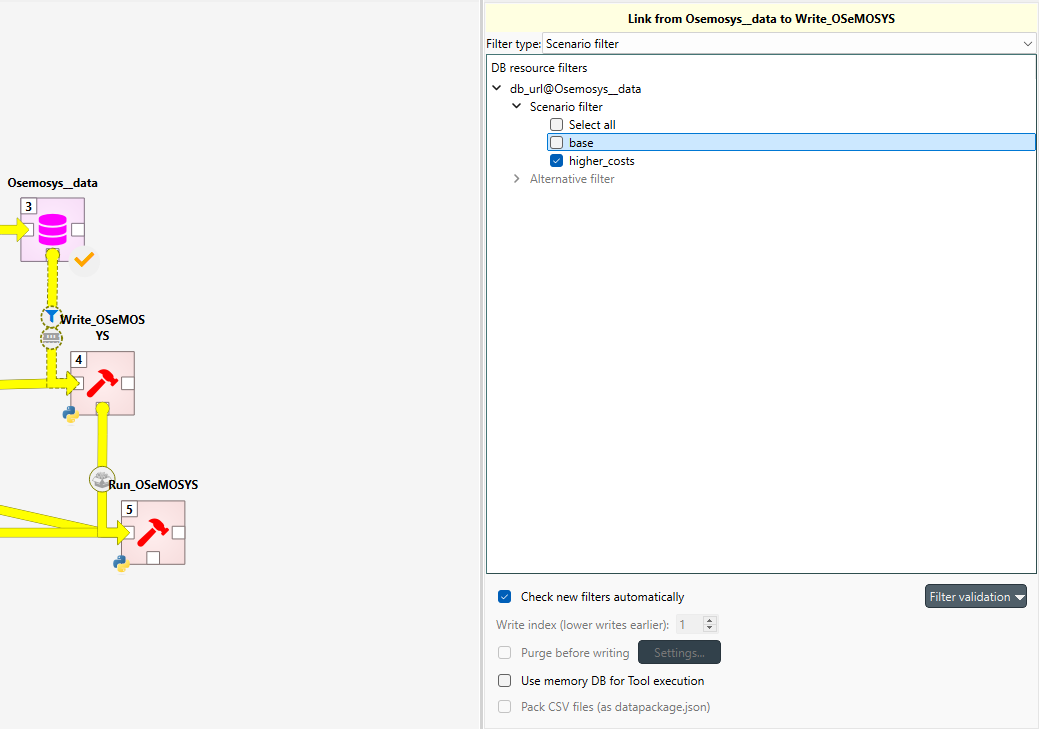 Link from Osemosys__data to Write_OSeMOSYS
Filter type: Scenario filter
DB resource filters
db_url@Osemosys__data
Scenario filter
Select all
base
higher_costs
Alternative filter
Osemosys__data
3
Write_OSeMOS
YS
4
Run_OSeMOSYS
5
Check new filters automatically
Filter validation
Write index (lower writes earlier): 1
Purge before writing Settings...
Use memory DB for Tool execution
Pack CSV files (as datapackage.json)